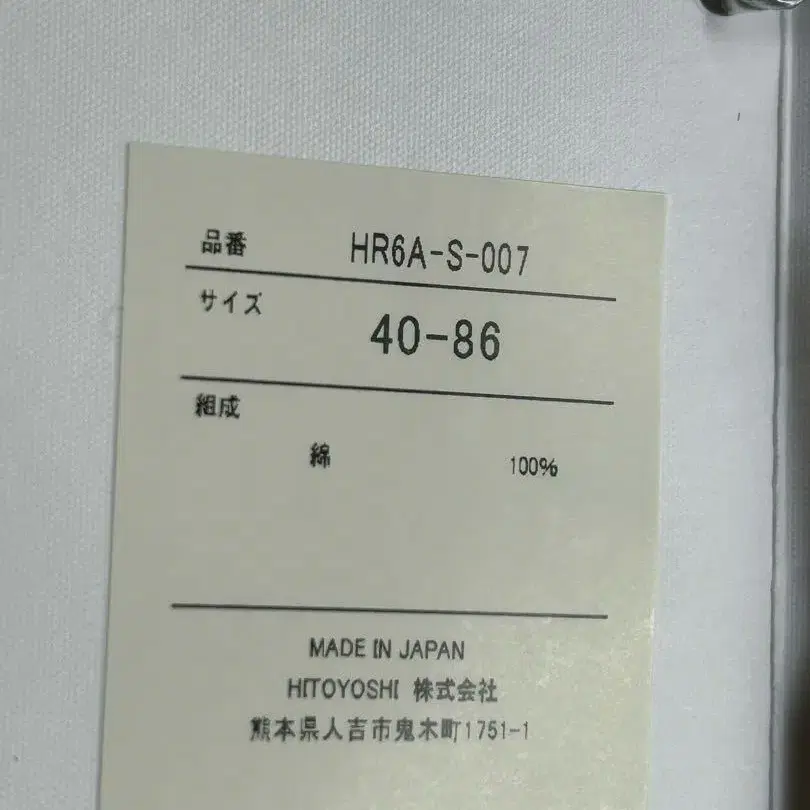 品番 HR6A-S-007
サイズ 40-86
組成
綿 100%
MADE IN JAPAN
HITOYOSHI 株式会社
熊本県人吉市鬼木町1751-1